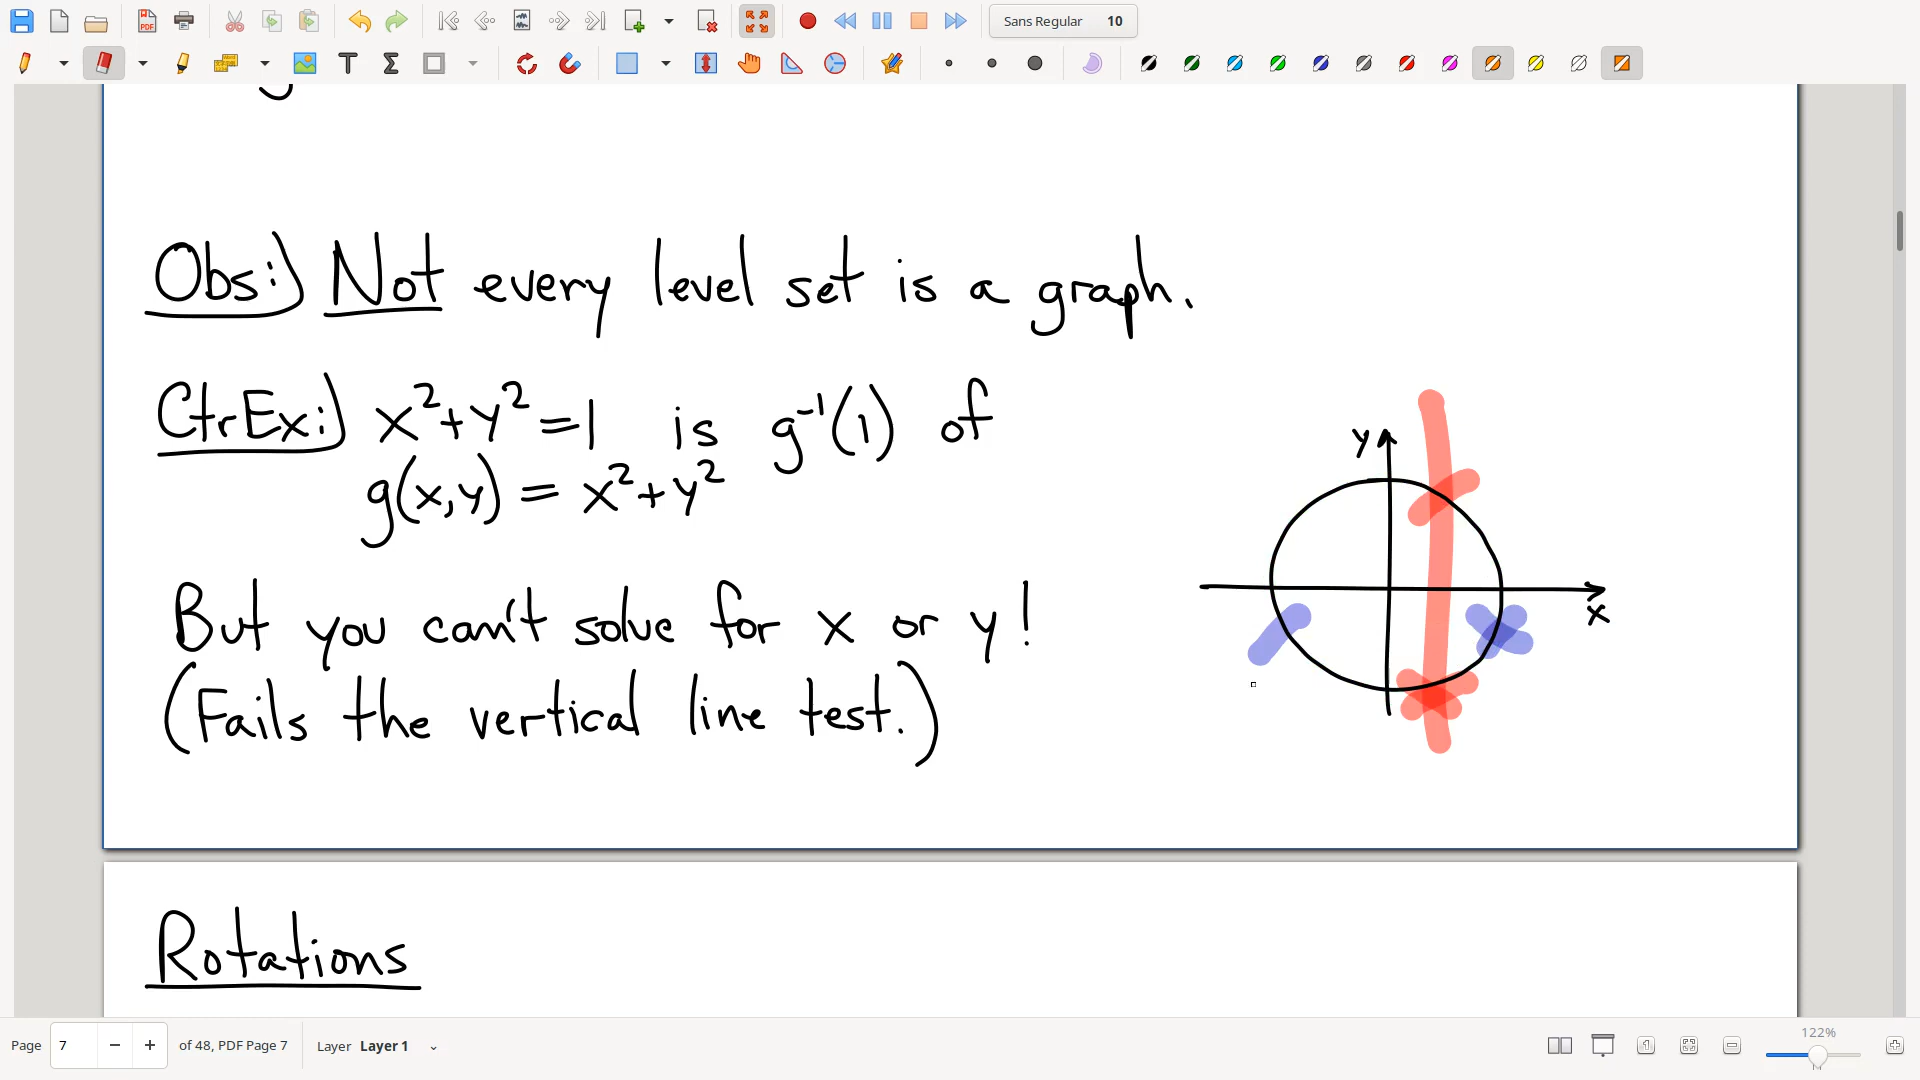 Sans Regular 10
Obs:) Not every level set is a graph.
CtrEx:) x²+y²=1 is g⁻¹(1) of
g(x,y) = x²+y²
But you can't solve for x or y!
(Fails the vertical line test.)
y
x
Rotations
Page 7 of 48, PDF Page 7 Layer Layer 1
122%